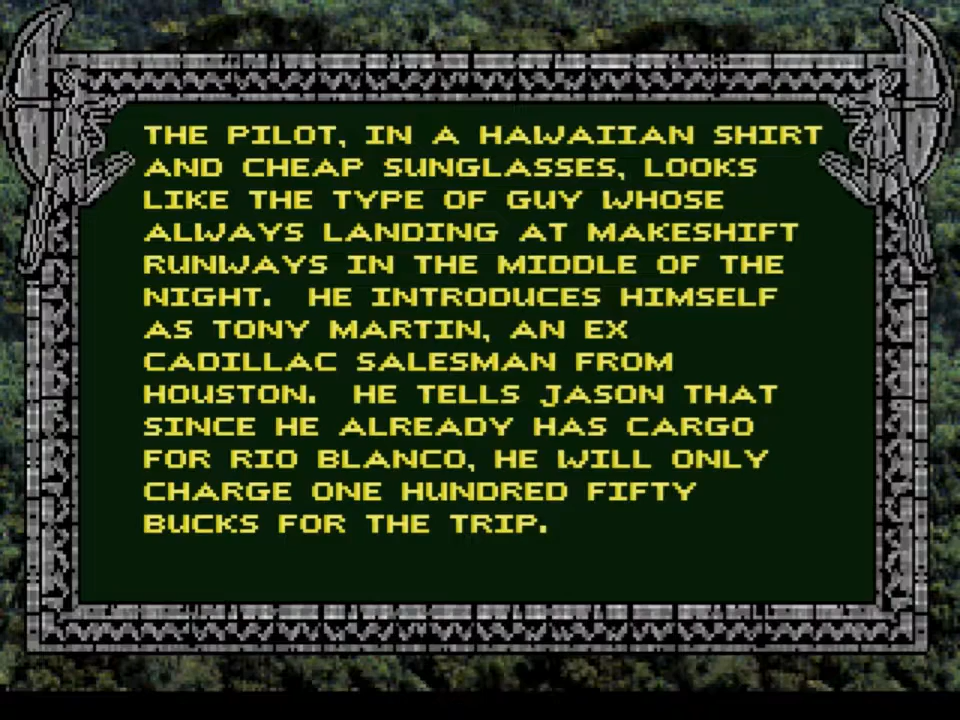 THE PILOT, IN A HAWAIIAN SHIRT
AND CHEAP SUNGLASSES, LOOKS
LIKE THE TYPE OF GUY WHOSE
ALWAYS LANDING AT MAKESHIFT
RUNWAYS IN THE MIDDLE OF THE
NIGHT. HE INTRODUCES HIMSELF
AS TONY MARTIN, AN EX
CADILLAC SALESMAN FROM
HOUSTON. HE TELLS JASON THAT
SINCE HE ALREADY HAS CARGO
FOR RIO BLANCO, HE WILL ONLY
CHARGE ONE HUNDRED FIFTY
BUCKS FOR THE TRIP.